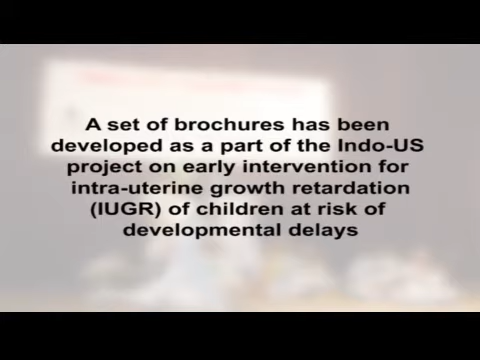 A set of brochures has been
developed as a part of the Indo-US
project on early intervention for
intra-uterine growth retardation
(IUGR) of children at risk of
developmental delays